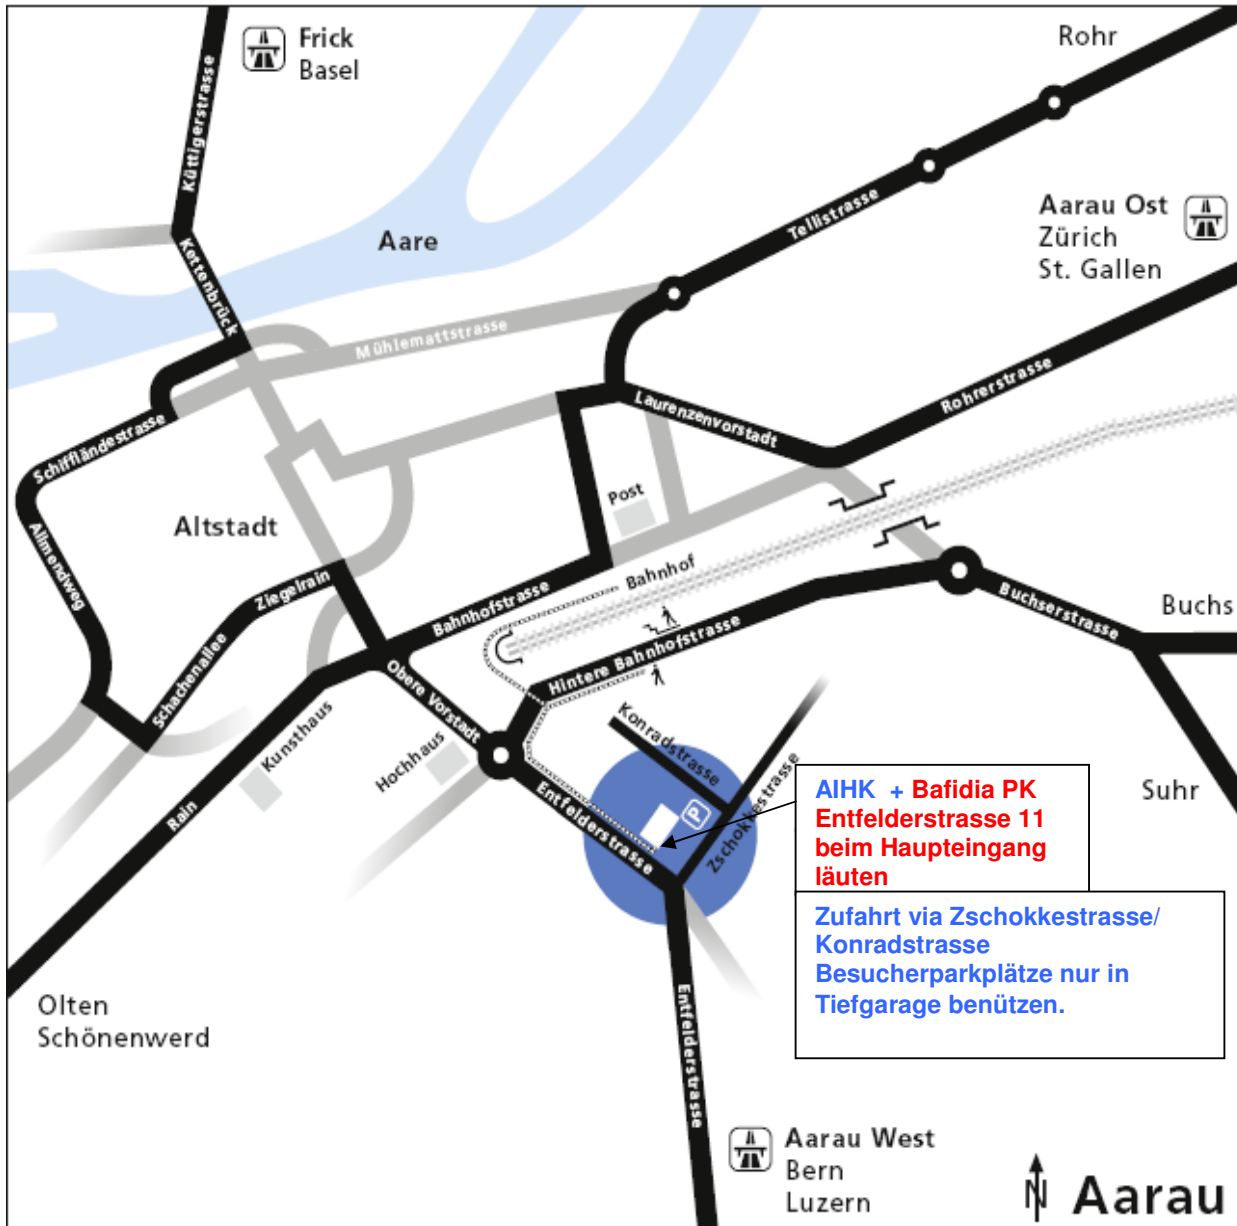 Frick
Basel
Rohr
Küttigerstrasse
Aare
Tellistrasse
Aarau Ost
Zürich
St. Gallen
Kettenbrück
Mühlemattstrasse
Rohrerstrasse
Laurenzenvorstadt
Schiffländestrasse
Post
Altstadt
Allmendweg
Ziegelrain
Bahnhof
Bahnhofstrasse
Buchserstrasse
Buchs
Hintere Bahnhofstrasse
Schachenallee
Obere Vorstadt
Kunsthaus
Hochhaus
Konradstrasse
Zschokkestrasse
Rain
Entfelderstrasse
P
AIHK + Bafidia PK
Entfelderstrasse 11
beim Haupteingang
läuten
Suhr
Zufahrt via Zschokkestrasse/
Konradstrasse
Besucherparkplätze nur in
Tiefgarage benützen.
Olten
Schönenwerd
Entfelderstrasse
Aarau West
Bern
Luzern
N
Aarau